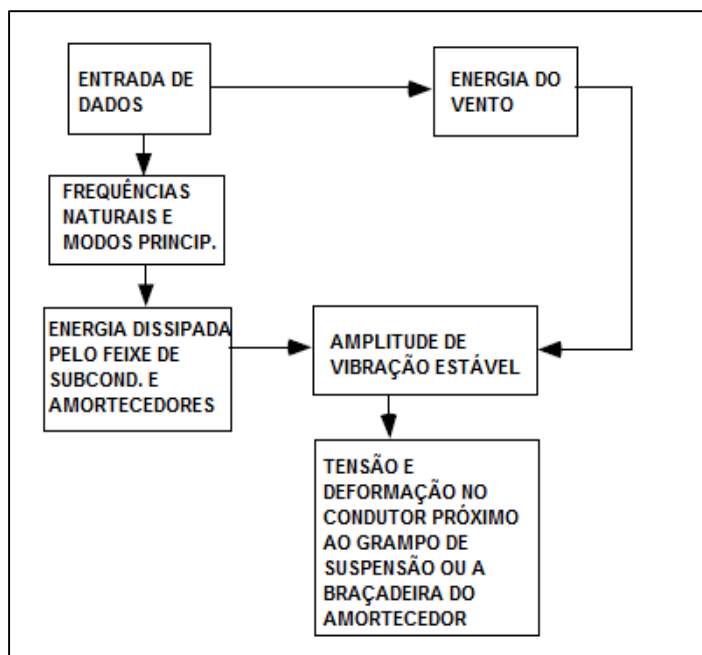 ENTRADA DE
DADOS
ENERGIA DO
VENTO
FREQUÊNCIAS
NATURAIS E
MODOS PRINCIP.
ENERGIA DISSIPADA
PELO FEIXE DE
SUBCOND. E
AMORTECEDORES
AMPLITUDE DE
VIBRAÇÃO ESTÁVEL
TENSÃO E
DEFORMAÇÃO NO
CONDUTOR PRÓXIMO
AO GRAMPO DE
SUSPENSÃO OU A
BRAÇADEIRA DO
AMORTECEDOR